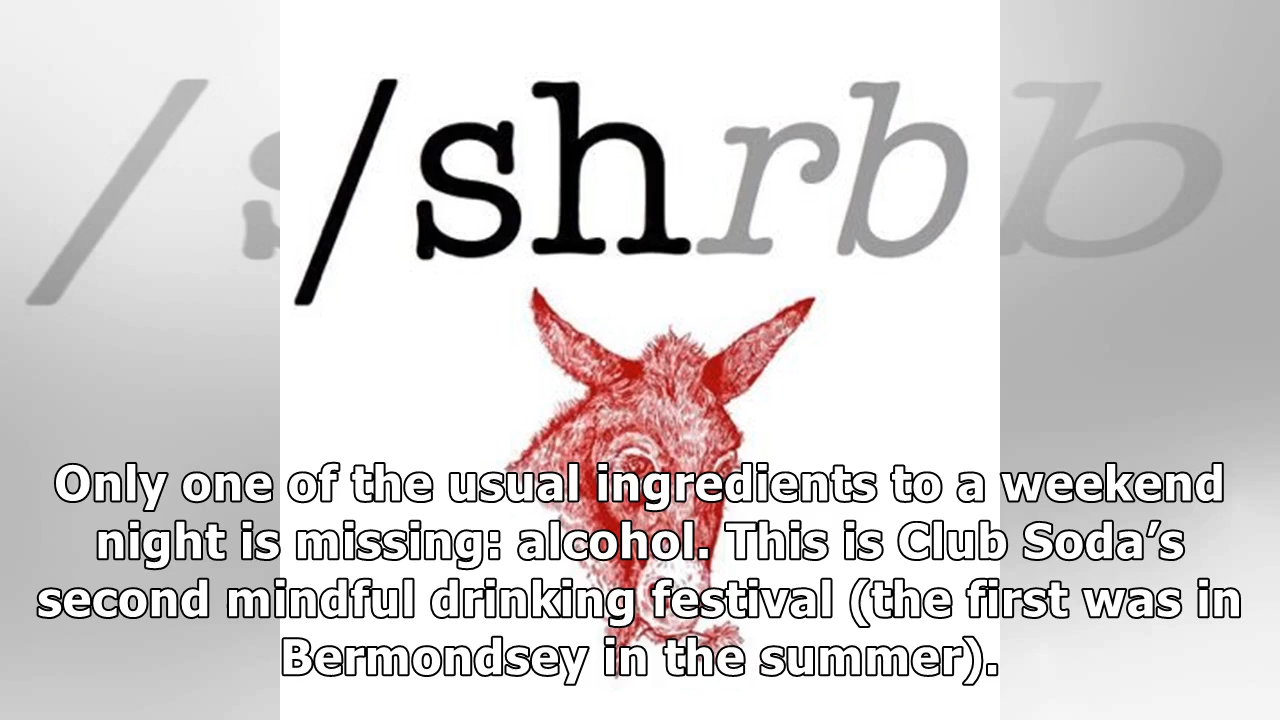 /shrb
Only one of the usual ingredients to a weekend
night is missing: alcohol. This is Club Soda’s
second mindful drinking festival (the first was in
Bermondsey in the summer).